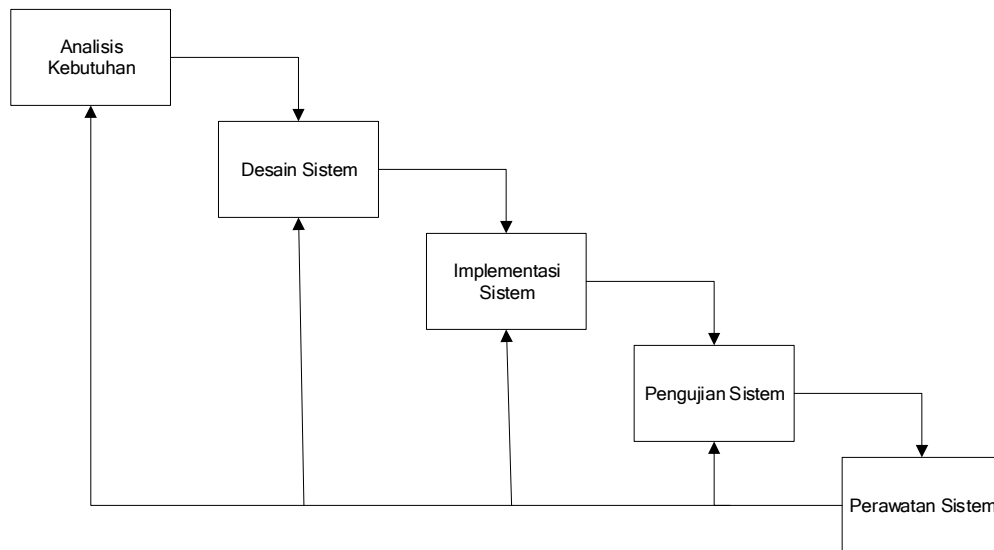 Analisis
Kebutuhan
Desain Sistem
Implementasi
Sistem
Pengujian Sistem
Perawatan Sistem